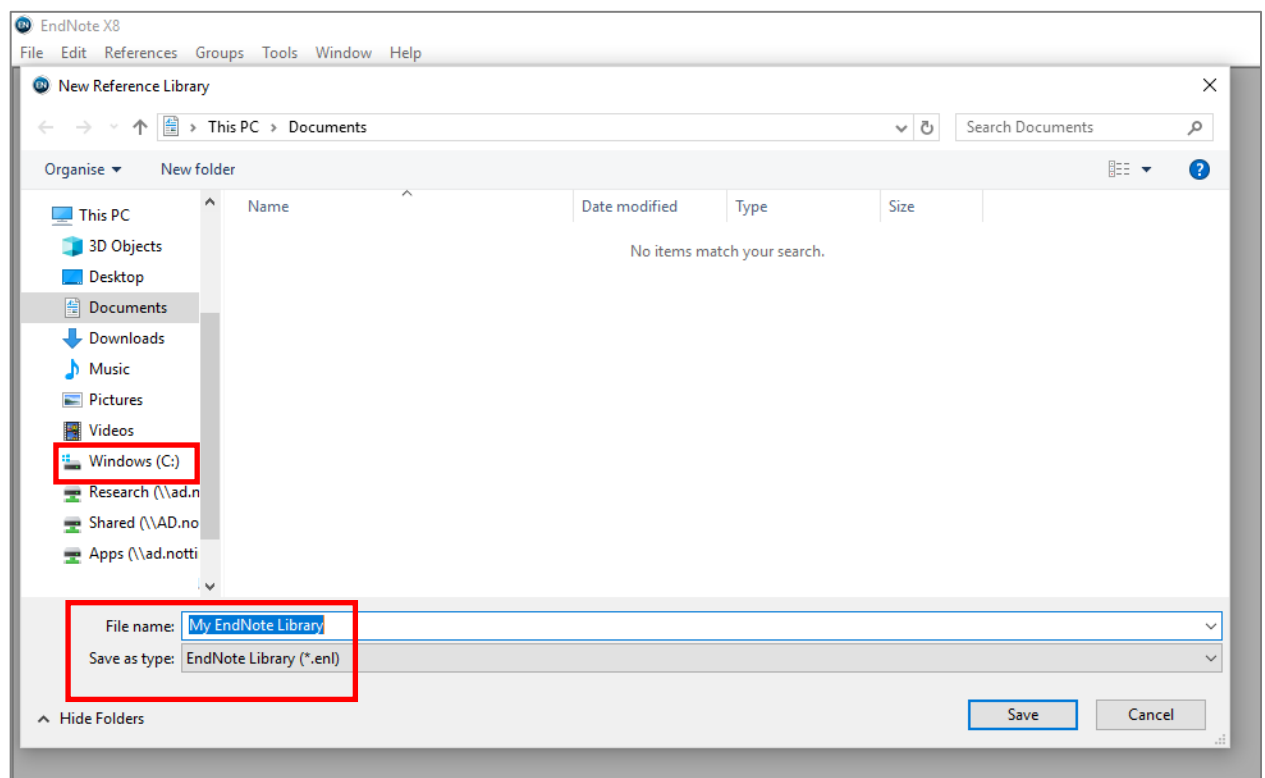 EndNote X8
File Edit References Groups Tools Window Help
New Reference Library
This PC > Documents
Search Documents
Organise New folder
Name Date modified Type Size
No items match your search.
This PC
3D Objects
Desktop
Documents
Downloads
Music
Pictures
Videos
Windows (C:)
Research (\\ad.n
Shared (\\AD.no
Apps (\\ad.notti
File name: My EndNote Library
Save as type: EndNote Library (*.enl)
Hide Folders Save Cancel